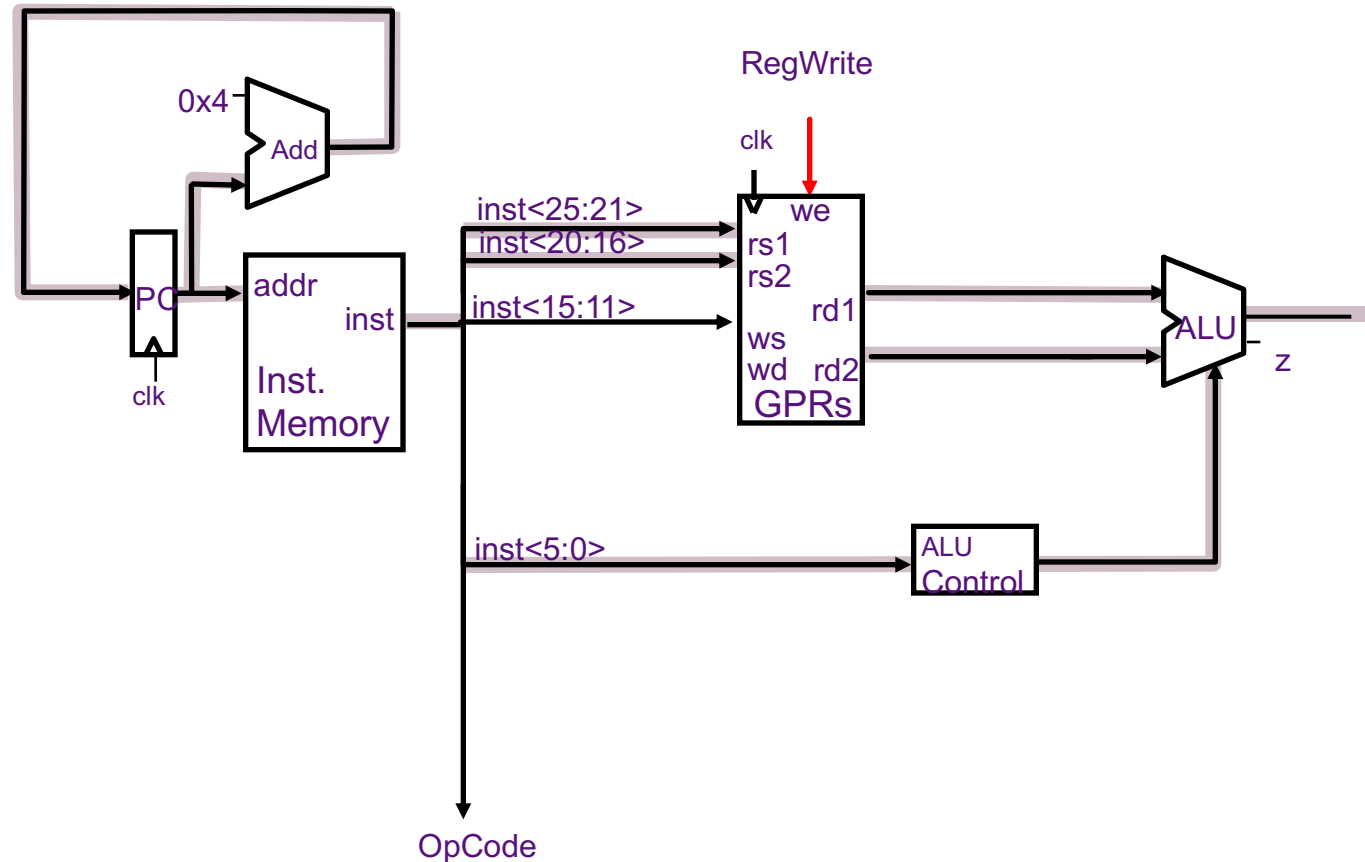 RegWrite
0x4
Add
clk
we
inst<25:21>
rs1
inst<20:16>
rs2
PC
addr
inst
inst<15:11>
rd1
ALU
ws
wd
rd2
z
clk
Inst.
Memory
GPRs
inst<5:0>
ALU
Control
OpCode